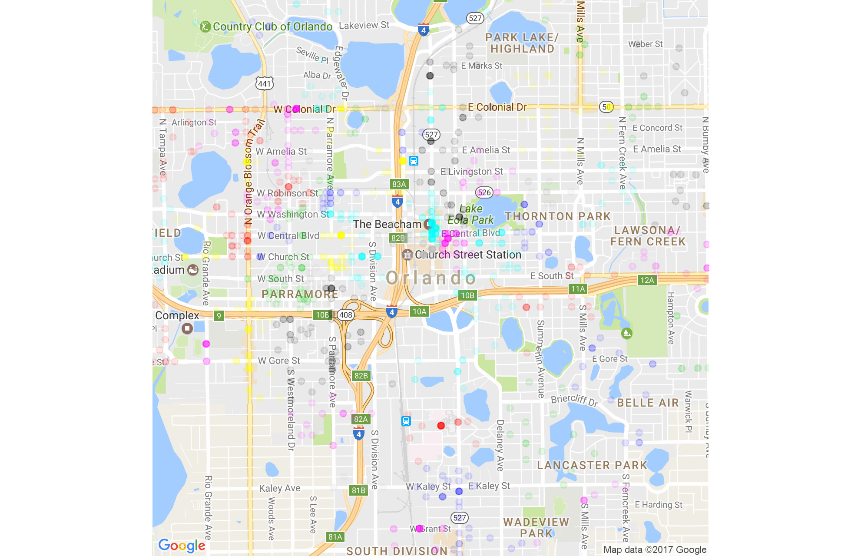 527
Country Club of Orlando
Lakeview St
4
PARK LAKE/
HIGHLAND
N Mills Ave
Weber St
Seville Pl
Edgewater Dr
Alba Dr
E Marks St
441
W Colonial Dr
E Colonial Dr
50
Arlington St
N Tampa Ave
N Orange Blossom Trail
N Parramore Ave
527
E Concord St
N Fern Creek Ave
N Bumby Ave
W Amelia St
E Amelia St
E Amelia St
N Mills Ave
E Livingston St
83A
W Robinson St
526
4
Lake
Eola Park
W Washington St
THORNTON PARK
The Beacham
LAWSONA/
FERN CREEK
FIELD
W Central Blvd
82B
E Central Blvd
Rio Grande Ave
S Division Ave
urch St
W Church St
Church Street Station
adium
W South St
Orlando
E South St
12A
PARRAMORE
10B
11A
Hampton Ave
Complex
9
10B
408
4
10A
S Mills Ave
Summerlin Ave
W Gore St
S Parramore Ave
E Gore St
82B
S Westmoreland Dr
Briercliff Dr
BELLE AIR
Warwick Pl
82A
4
S Division Ave
Delaney Ave
LANCASTER PARK
Rio Grande Ave
Kaley Ave
81B
W Kaley St
E Kaley St
Woods Ave
S Lee Ave
S Mills Ave
S Ferncreek Ave
E Harding St
527
W Grant St
WADEVIEW
PARK
81A
SOUTH DIVISION
Google
Map data ©2017 Google